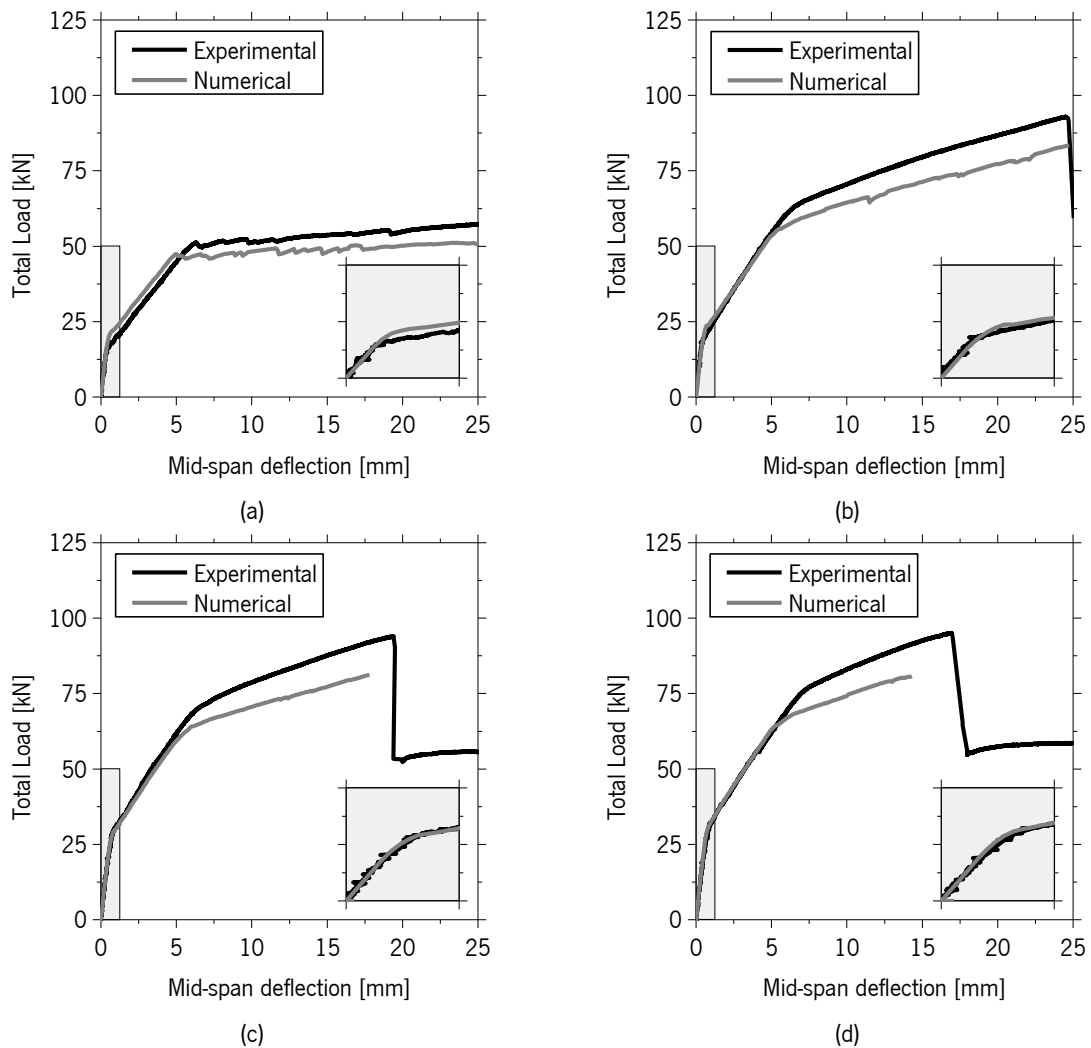 125
100
75
50
25
0
Total Load [kN]
Experimental
Numerical
0 5 10 15 20 25
Mid-span deflection [mm]
(a)
125
100
75
50
25
0
Total Load [kN]
Experimental
Numerical
0 5 10 15 20 25
Mid-span deflection [mm]
(b)
125
100
75
50
25
0
Total Load [kN]
Experimental
Numerical
0 5 10 15 20 25
Mid-span deflection [mm]
(c)
125
100
75
50
25
0
Total Load [kN]
Experimental
Numerical
0 5 10 15 20 25
Mid-span deflection [mm]
(d)